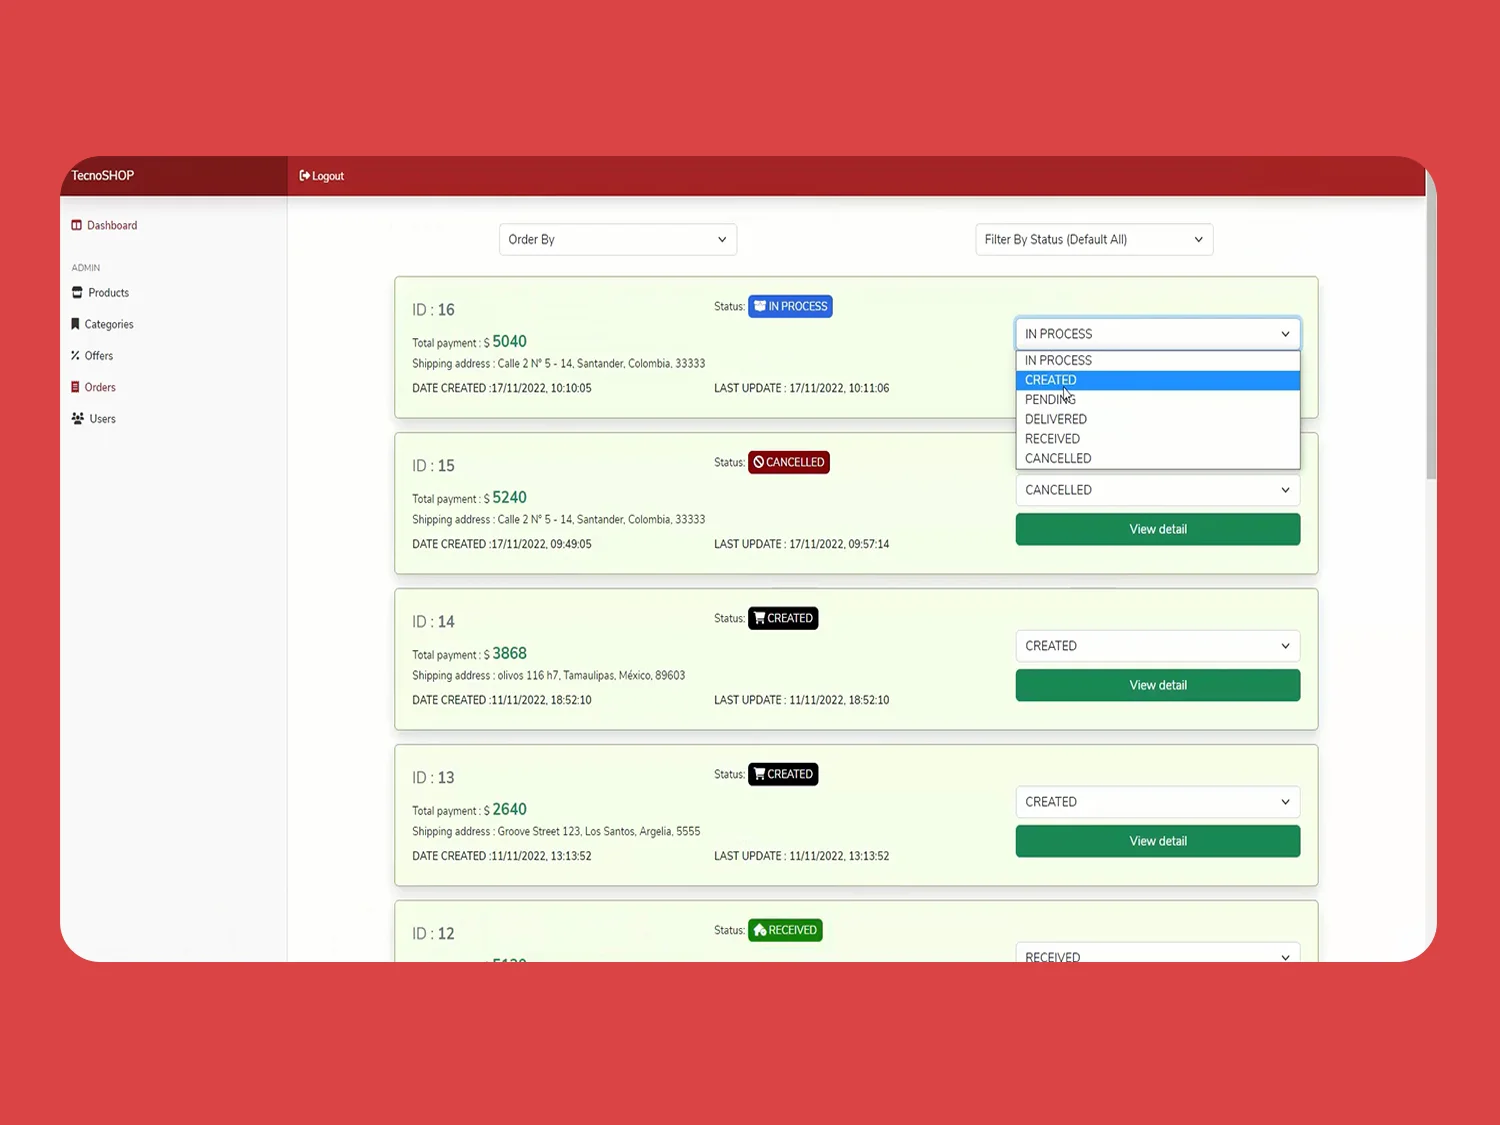 TecnoSHOP
Logout
Dashboard
ADMIN
Products
Categories
Offers
Orders
Users
Order By
Filter By Status (Default All)
ID : 16
Status: IN PROCESS
Total payment : $ 5040
Shipping address : Calle 2 N° 5 - 14, Santander, Colombia, 33333
DATE CREATED :17/11/2022, 10:10:05
LAST UPDATE : 17/11/2022, 10:11:06
IN PROCESS
IN PROCESS
CREATED
PENDING
DELIVERED
RECEIVED
CANCELLED
ID : 15
Status: CANCELLED
Total payment : $ 5240
Shipping address : Calle 2 N° 5 - 14, Santander, Colombia, 33333
DATE CREATED :17/11/2022, 09:49:05
LAST UPDATE : 17/11/2022, 09:57:14
CANCELLED
View detail
ID : 14
Status: CREATED
Total payment : $ 3868
Shipping address : olivos 116 h7, Tamaulipas, México, 89603
DATE CREATED :11/11/2022, 18:52:10
LAST UPDATE : 11/11/2022, 18:52:10
CREATED
View detail
ID : 13
Status: CREATED
Total payment : $ 2640
Shipping address : Groove Street 123, Los Santos, Argelia, 5555
DATE CREATED :11/11/2022, 13:13:52
LAST UPDATE : 11/11/2022, 13:13:52
CREATED
View detail
ID : 12
Status: RECEIVED
RECEIVED